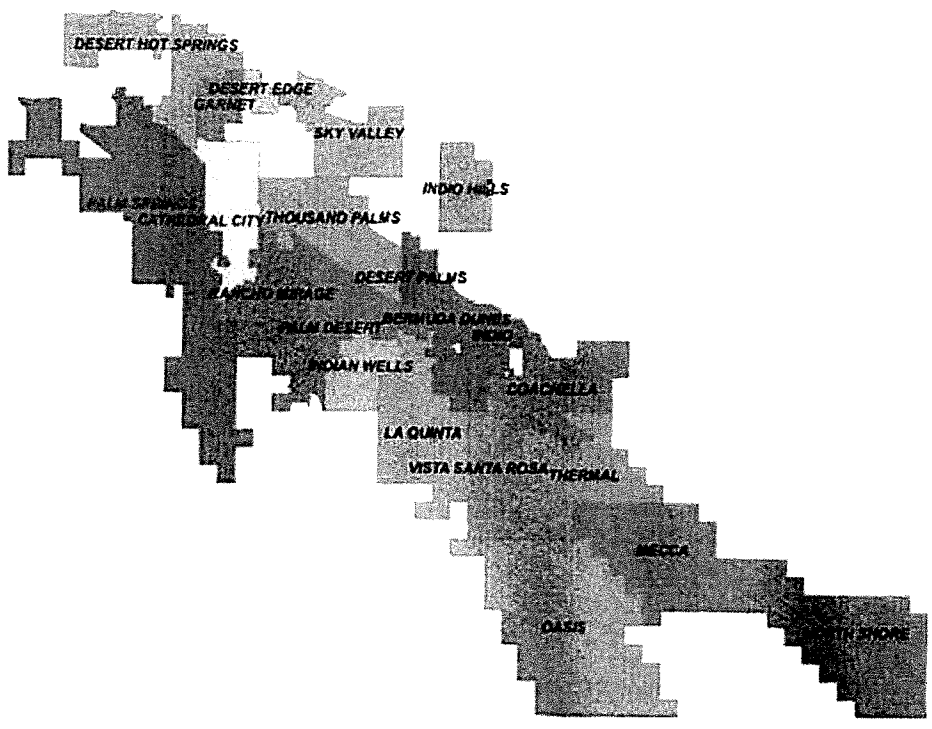 DESERT HOT SPRINGS
DESERT EDGE
GARNET
SKY VALLEY
INDIO HILLS
PALM SPRINGS
CATHEDRAL CITY
THOUSAND PALMS
DESERT PALMS
RANCHO MIRAGE
BERMUDA DUNES
PALM DESERT
INDIO
INDIAN WELLS
COACHELLA
LA QUINTA
VISTA SANTA ROSA
THERMAL
MECCA
OASIS
NORTH SHORE